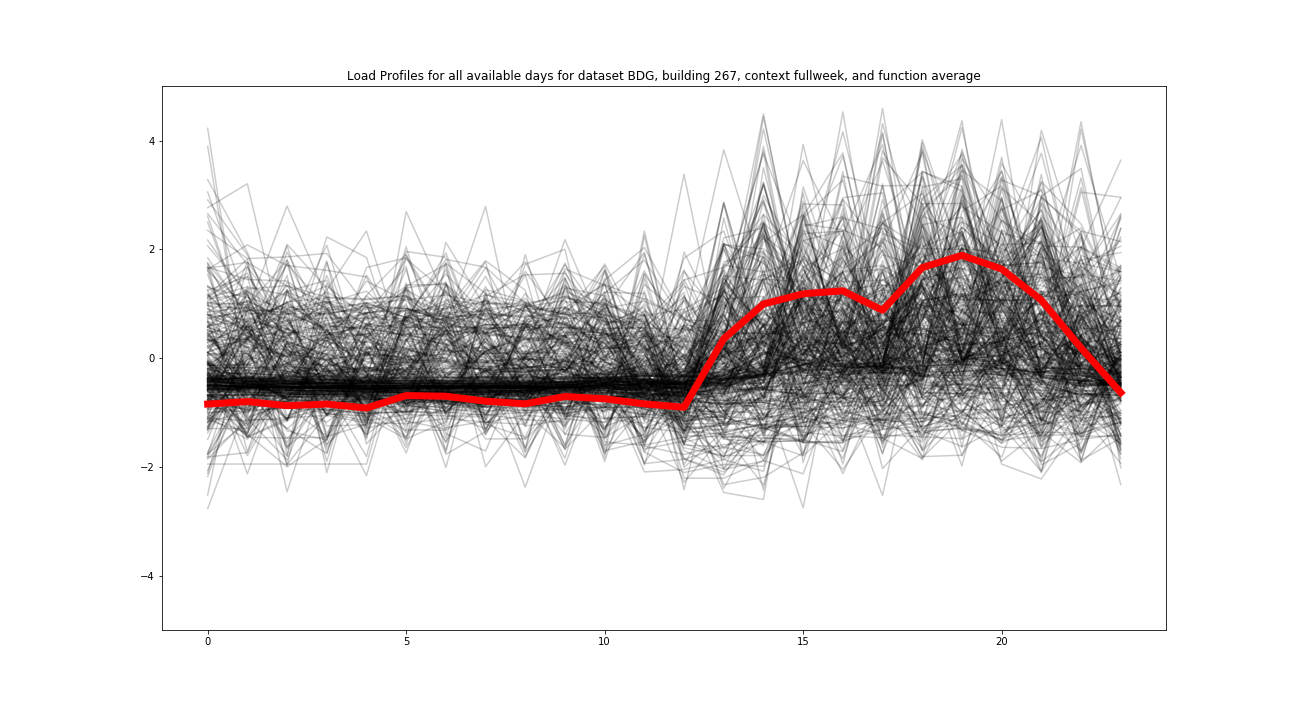 Load Profiles for all available days for dataset BDG, building 267, context fullweek, and function average
4
2
0
−2
−4
0 5 10 15 20